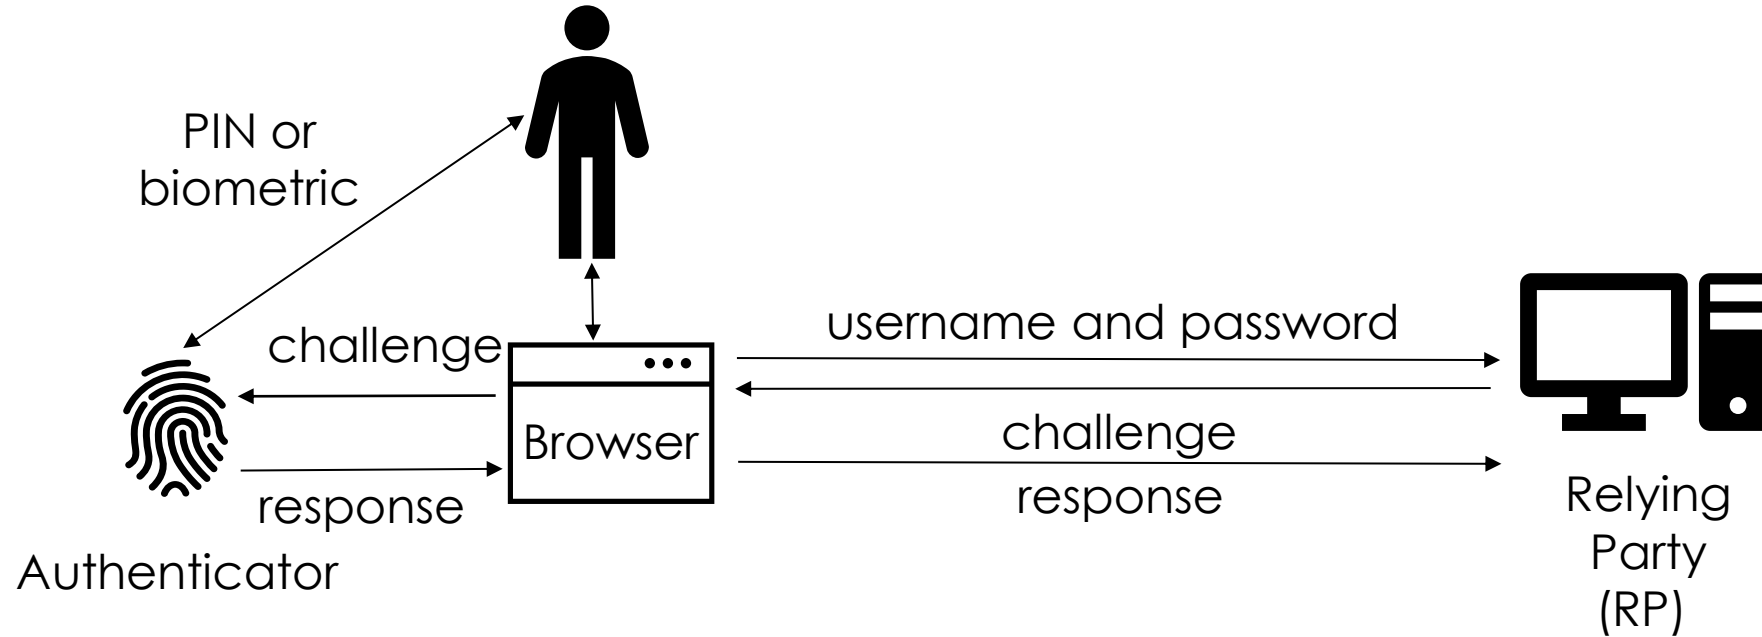 PIN or
biometric
challenge
username and password
Browser
challenge
response
response
Authenticator
Relying
Party
(RP)